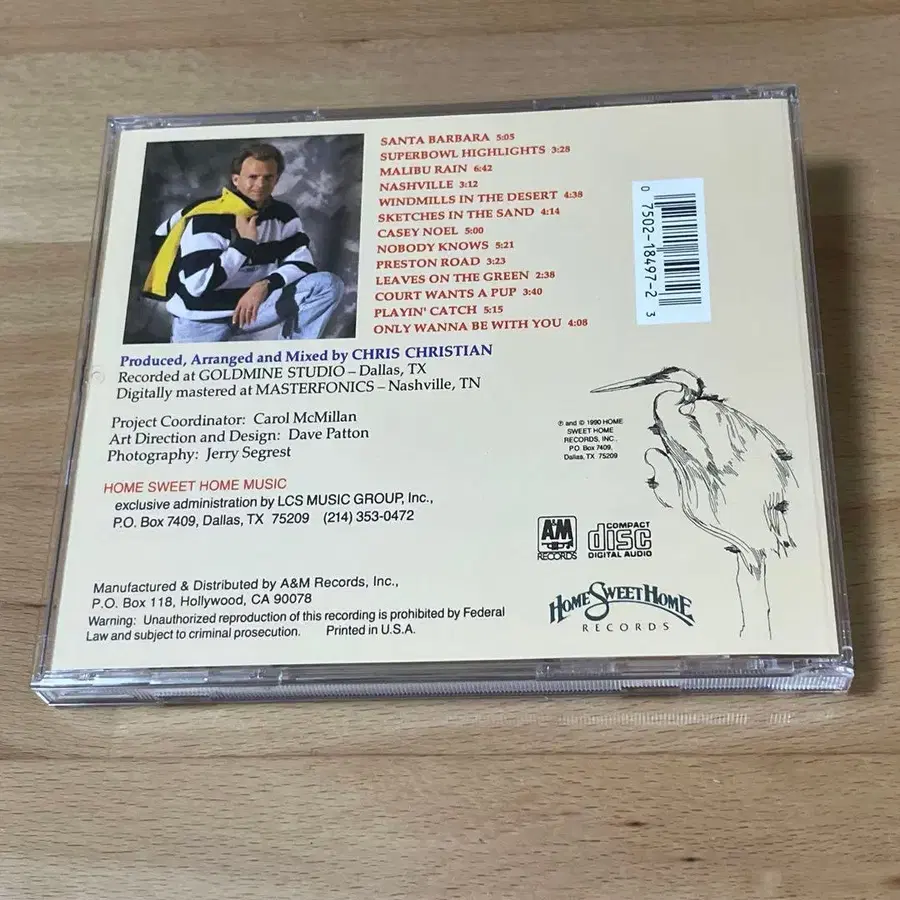 SANTA BARBARA 5:05
SUPERBOWL HIGHLIGHTS 3:28
MALIBU RAIN 6:42
NASHVILLE 3:12
WINDMILLS IN THE DESERT 4:38
SKETCHES IN THE SAND 4:14
CASEY NOEL 5:00
NOBODY KNOWS 5:21
PRESTON ROAD 3:23
LEAVES ON THE GREEN 2:38
COURT WANTS A PUP 3:40
PLAYIN' CATCH 5:15
ONLY WANNA BE WITH YOU 4:08
0 7502-18497-2 3
Produced, Arranged and Mixed by CHRIS CHRISTIAN
Recorded at GOLDMINE STUDIO – Dallas, TX
Digitally mastered at MASTERFONICS – Nashville, TN
Project Coordinator: Carol McMillan
Art Direction and Design: Dave Patton
Photography: Jerry Segrest
℗ and © 1990 HOME
SWEET HOME
RECORDS, INC.
P.O. Box 7409,
Dallas, TX 75209
HOME SWEET HOME MUSIC
exclusive administration by LCS MUSIC GROUP, Inc.,
P.O. Box 7409, Dallas, TX 75209 (214) 353-0472
A&M
RECORDS
COMPACT
disc
DIGITAL AUDIO
Manufactured & Distributed by A&M Records, Inc.,
P.O. Box 118, Hollywood, CA 90078
Warning: Unauthorized reproduction of this recording is prohibited by Federal
Law and subject to criminal prosecution. Printed in U.S.A.
HOME SWEET HOME
RECORDS